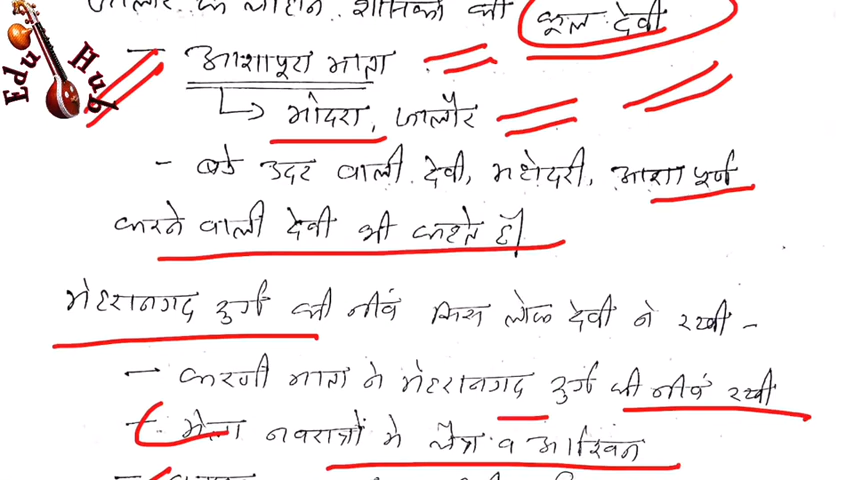 जालौर के चौहान शासकों की कुल देवी
Edu Hub
- आशापुरा माता
↳ मोदरा, जालौर
- बडे उदर वाली देवी, महोदरी, आशापूर्ण
करने वाली देवी भी कहते हैं।
मेहरानगढ दुर्ग की नीवं किस लोक देवी ने रखी -
- करणी माता ने मेहरानगढ दुर्ग की नीवं रखी
- मेला नवरात्रों मे चैत्र व आश्विन